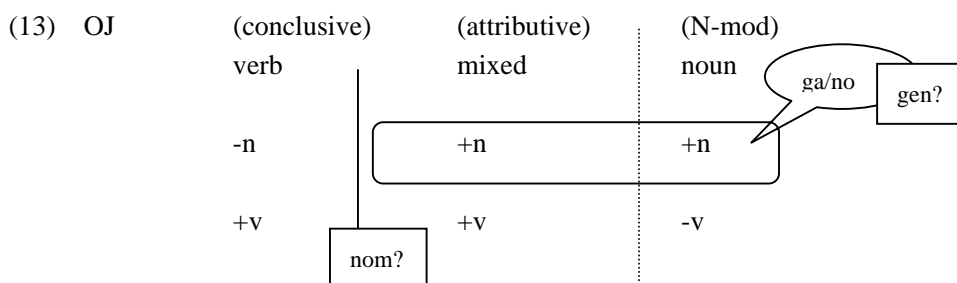 (13) OJ (conclusive) (attributive) (N-mod)
verb mixed noun
ga/no gen?
-n +n +n
+v +v -v
nom?